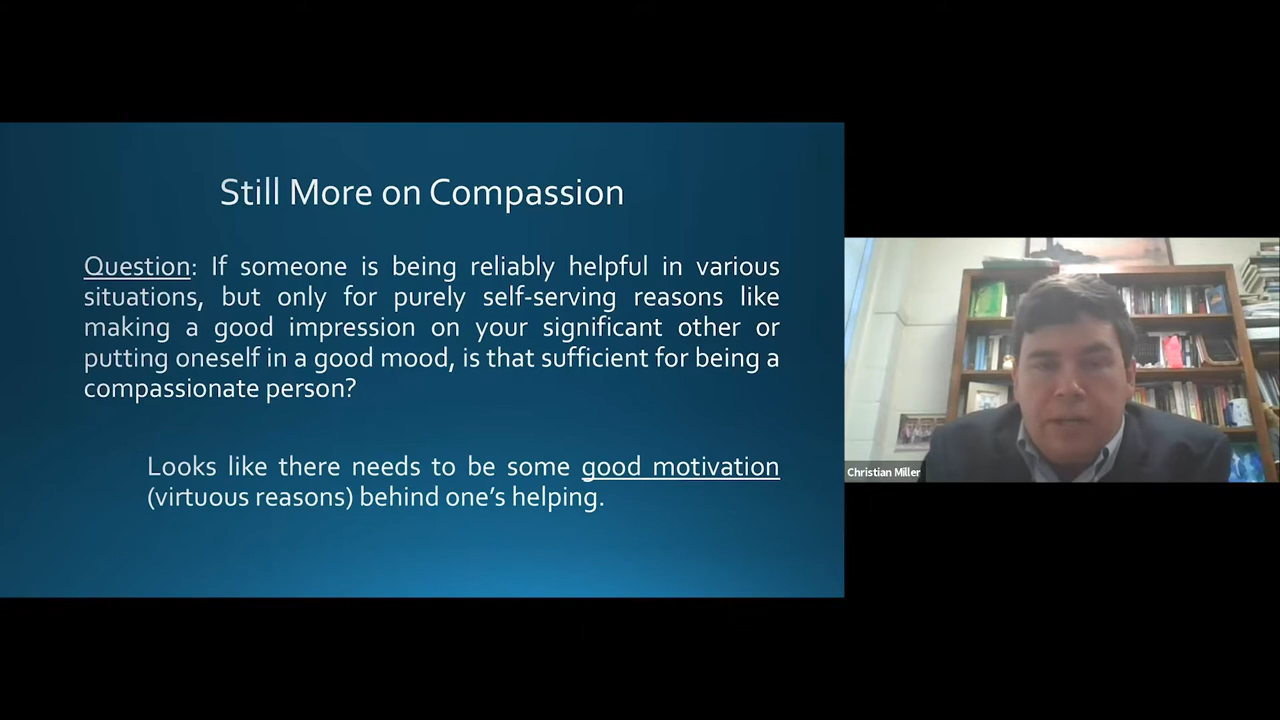 Still More on Compassion
Question: If someone is being reliably helpful in various
situations, but only for purely self-serving reasons like
making a good impression on your significant other or
putting oneself in a good mood, is that sufficient for being a
compassionate person?
Looks like there needs to be some good motivation
(virtuous reasons) behind one’s helping.
Christian Miller